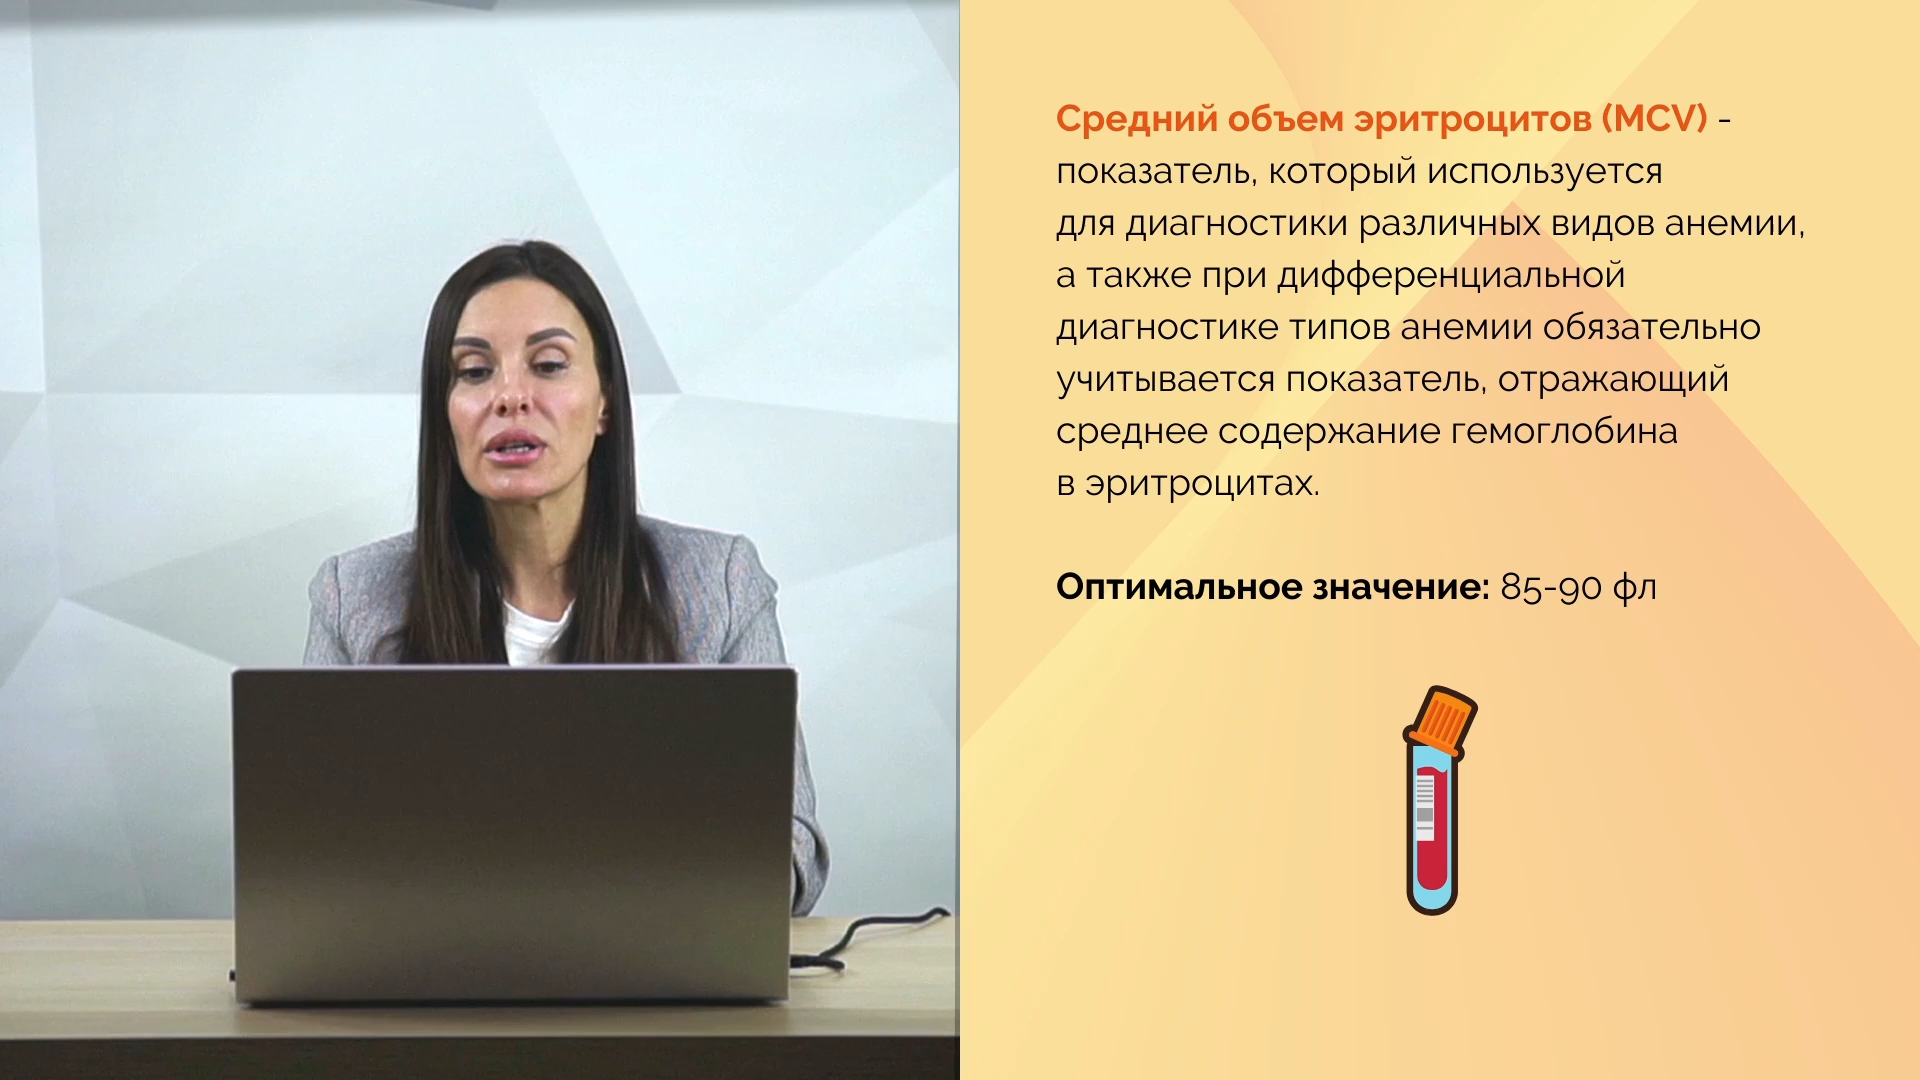 Средний объем эритроцитов (MCV) -
показатель, который используется
для диагностики различных видов анемии,
а также при дифференциальной
диагностике типов анемии обязательно
учитывается показатель, отражающий
среднее содержание гемоглобина
в эритроцитах.
Оптимальное значение: 85-90 фл